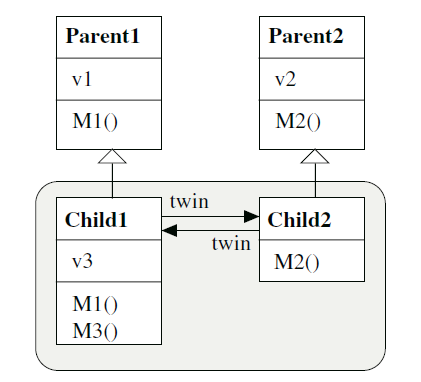 Parent1
v1
M1()
Parent2
v2
M2()
twin
twin
Child1
v3
M1()
M3()
Child2
M2()